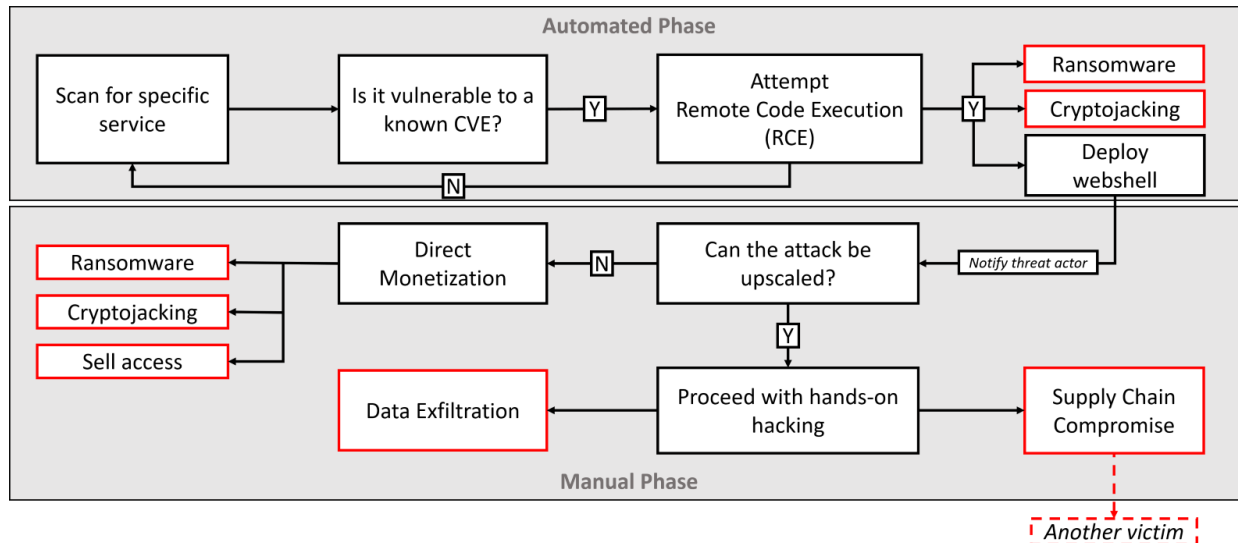 Automated Phase
Scan for specific
service
Is it vulnerable to a
known CVE?
Y
Attempt
Remote Code Execution
(RCE)
Y
Ransomware
Cryptojacking
Deploy
webshell
N
Notify threat actor
Can the attack be
upscaled?
N
Direct
Monetization
Ransomware
Cryptojacking
Sell access
Y
Proceed with hands-on
hacking
Data Exfiltration
Supply Chain
Compromise
Manual Phase
Another victim